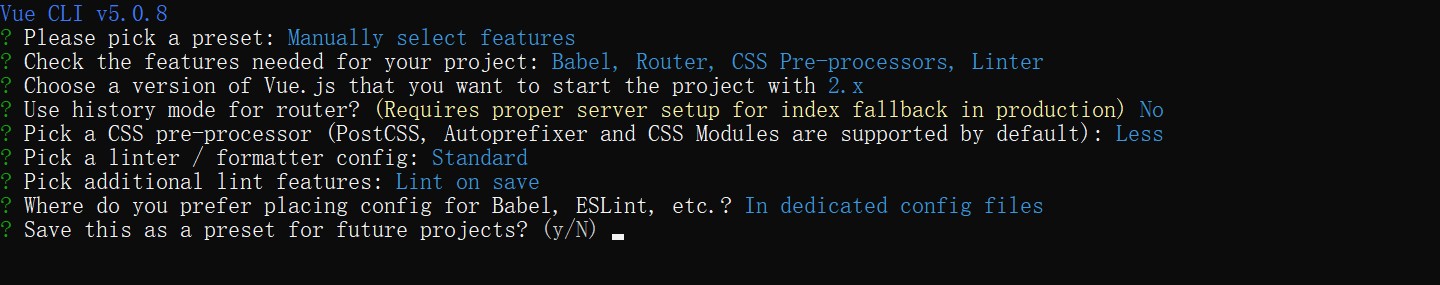 Vue CLI v5.0.8
? Please pick a preset: Manually select features
? Check the features needed for your project: Babel, Router, CSS Pre-processors, Linter
? Choose a version of Vue.js that you want to start the project with 2.x
? Use history mode for router? (Requires proper server setup for index fallback in production) No
? Pick a CSS pre-processor (PostCSS, Autoprefixer and CSS Modules are supported by default): Less
? Pick a linter / formatter config: Standard
? Pick additional lint features: Lint on save
? Where do you prefer placing config for Babel, ESLint, etc.? In dedicated config files
? Save this as a preset for future projects? (y/N)